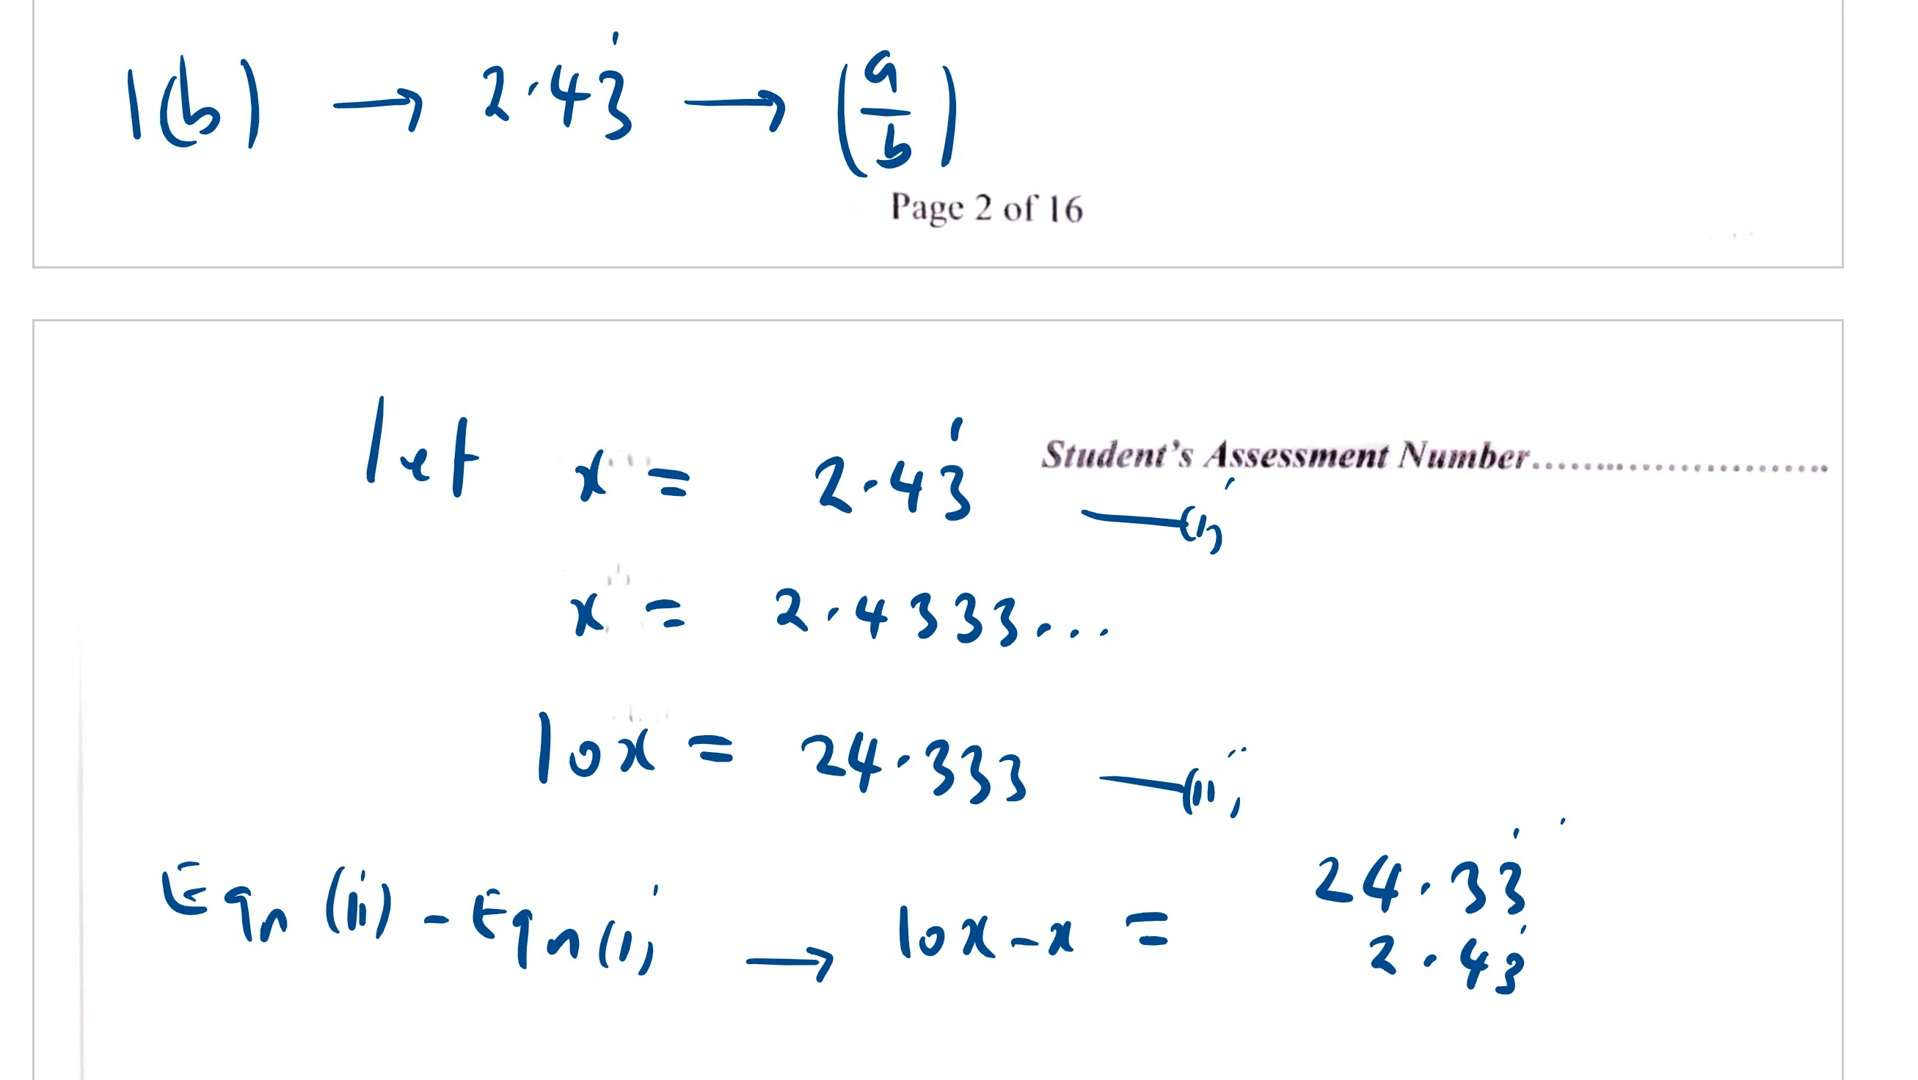 1(b) → 2.43̇ → (a/b)
Page 2 of 16
Student's Assessment Number..............................
let x = 2.43̇ —(i)
x = 2.4333...
10x = 24.333 —(ii)
Eqn (ii) - Eqn (i) → 10x - x = 24.33̇
2.43̇